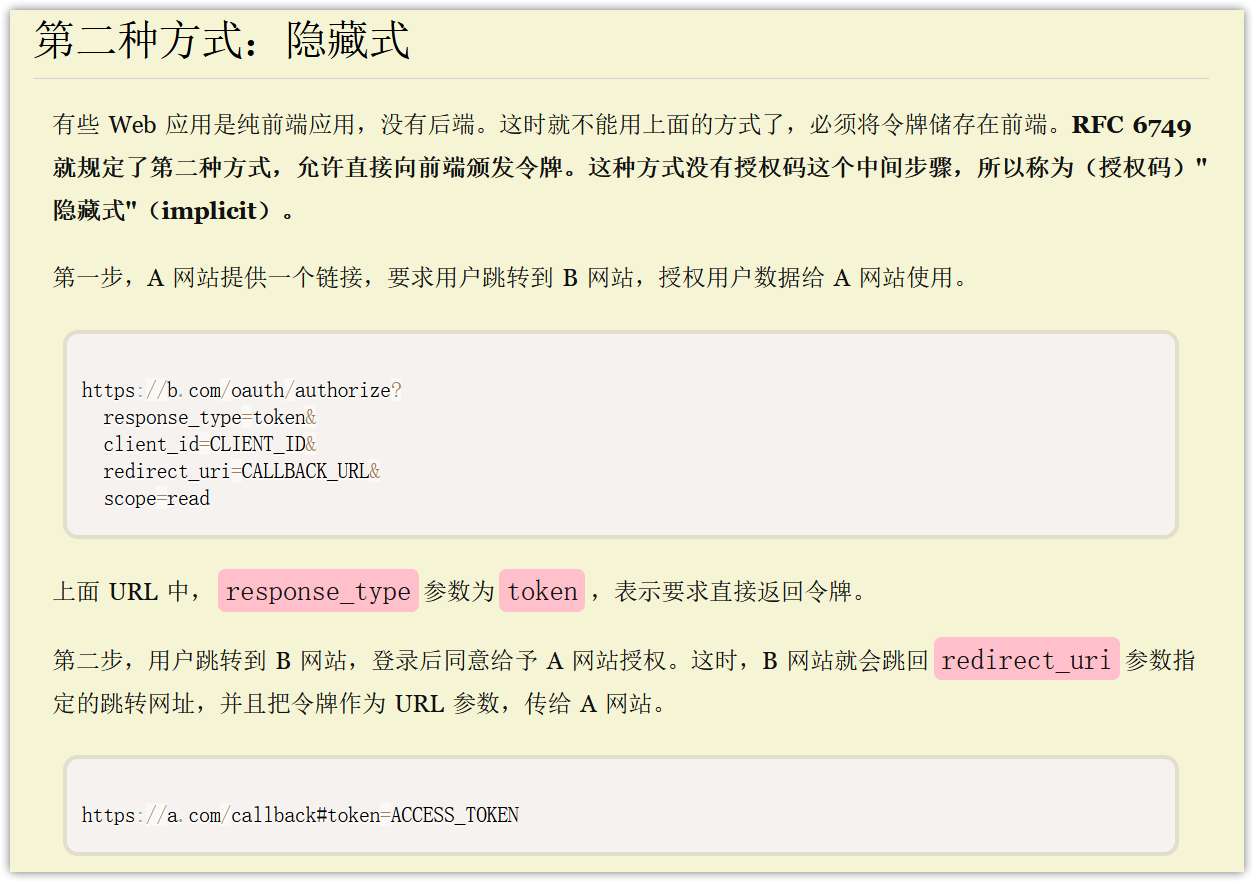 第二种方式：隐藏式
有些 Web 应用是纯前端应用，没有后端。这时就不能用上面的方式了，必须将令牌储存在前端。RFC 6749
就规定了第二种方式，允许直接向前端颁发令牌。这种方式没有授权码这个中间步骤，所以称为（授权码）"
隐藏式"（implicit）。
第一步，A 网站提供一个链接，要求用户跳转到 B 网站，授权用户数据给 A 网站使用。
https://b.com/oauth/authorize?
response_type=token&
client_id=CLIENT_ID&
redirect_uri=CALLBACK_URL&
scope=read
上面 URL 中，response_type 参数为 token ，表示要求直接返回令牌。
第二步，用户跳转到 B 网站，登录后同意给予 A 网站授权。这时，B 网站就会跳回 redirect_uri 参数指
定的跳转网址，并且把令牌作为 URL 参数，传给 A 网站。
https://a.com/callback#token=ACCESS_TOKEN